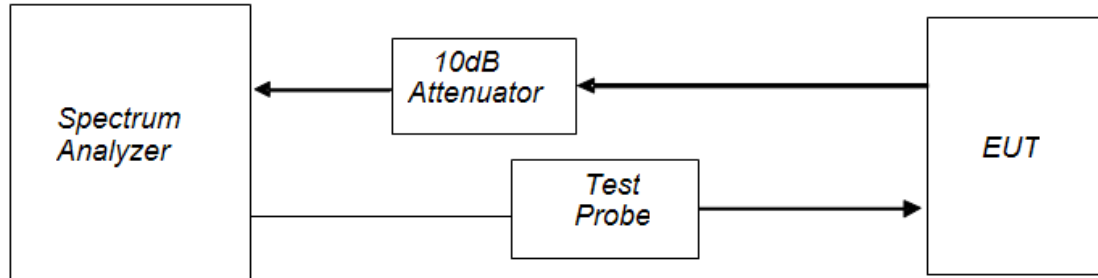 10dB
Attenuator
Spectrum
Analyzer
EUT
Test
Probe